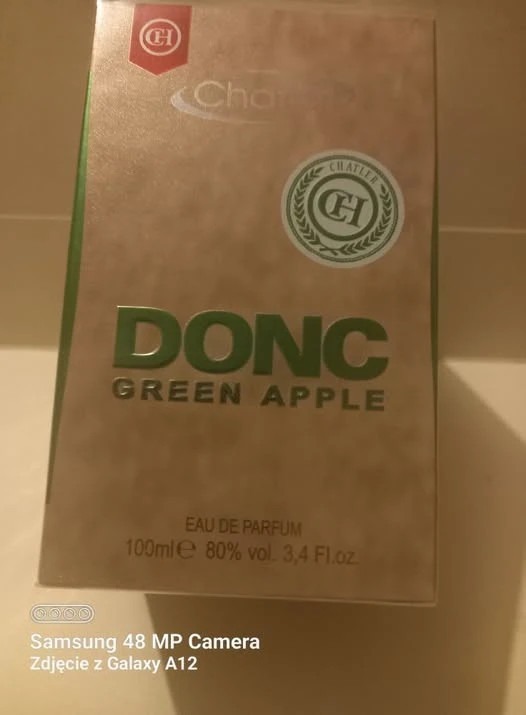 CH
CHATLER
CH
DONC
GREEN APPLE
EAU DE PARFUM
100ml℮ 80% vol. 3,4 Fl.oz.
Samsung 48 MP Camera
Zdjęcie z Galaxy A12